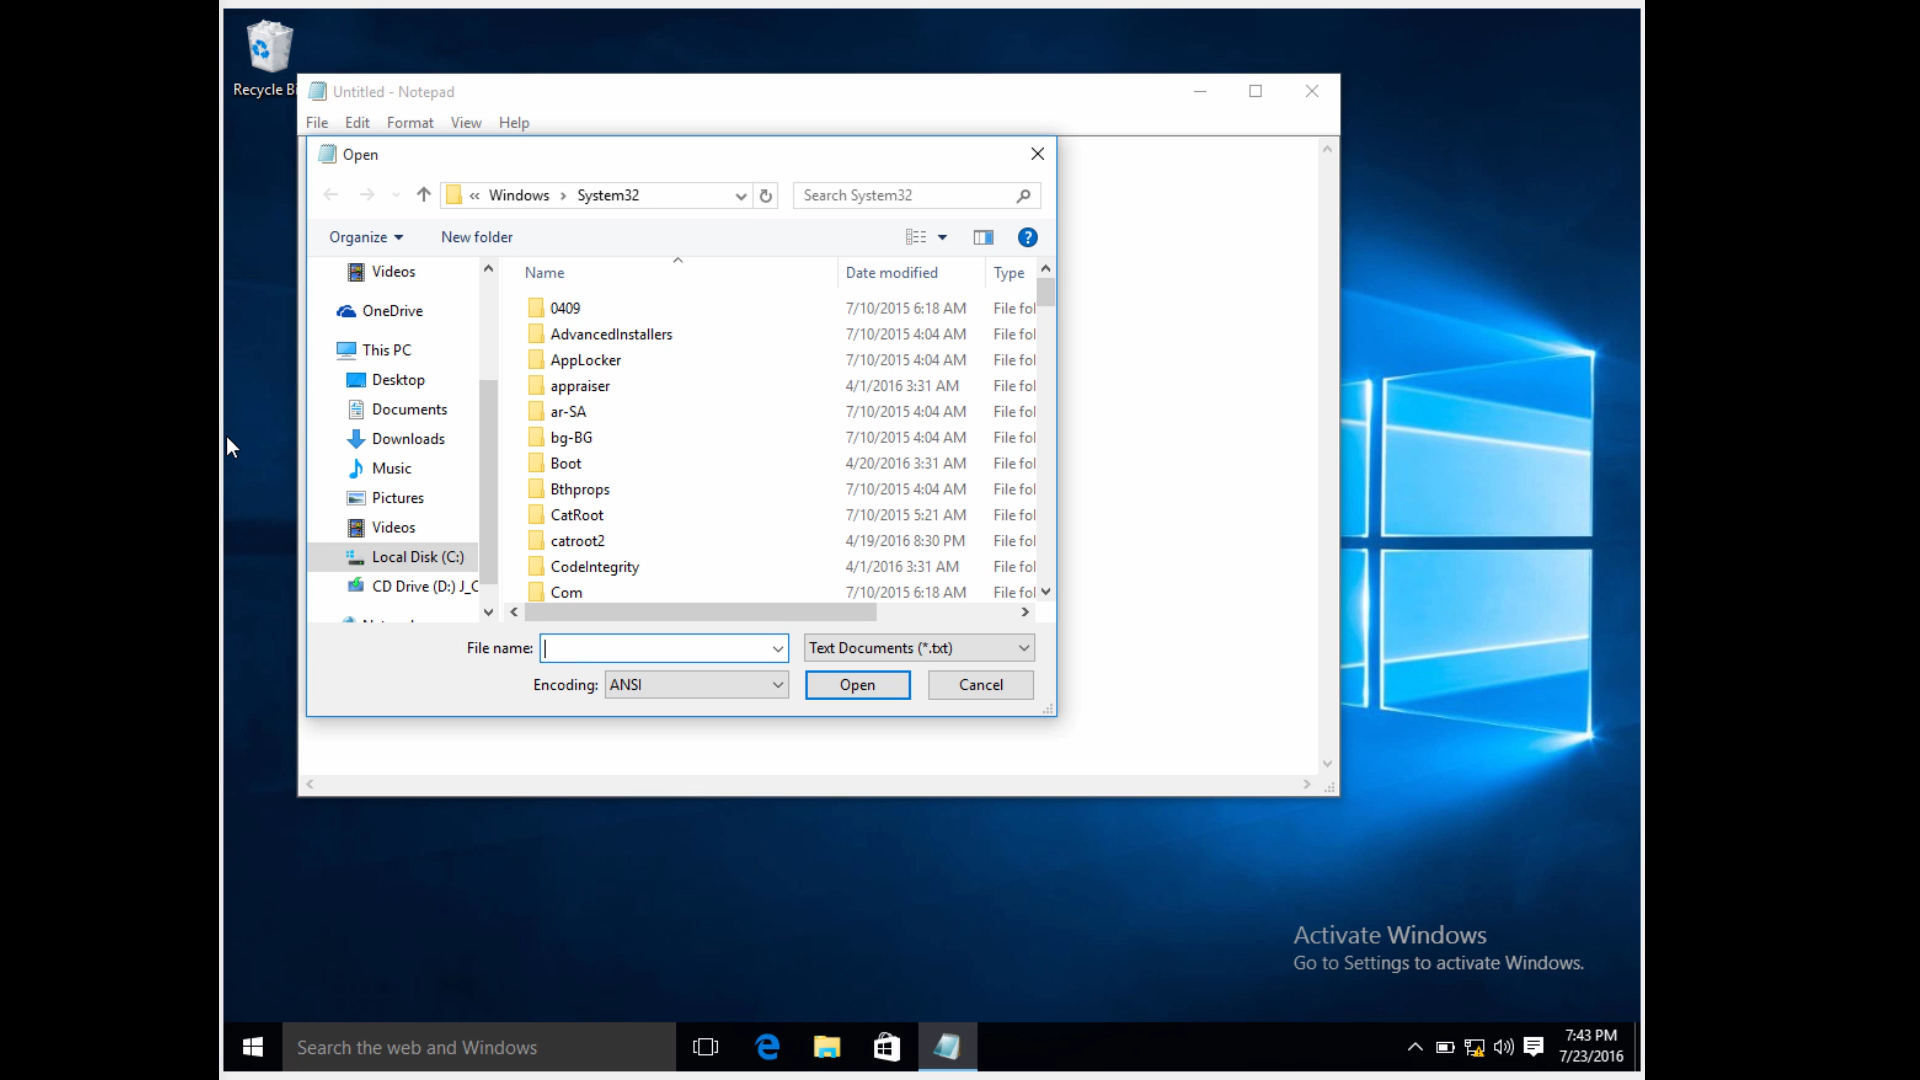 Recycle Bi
Untitled - Notepad
File Edit Format View Help
Open
« Windows › System32
Search System32
Organize
New folder
Name Date modified Type
Videos
OneDrive
This PC
Desktop
Documents
Downloads
Music
Pictures
Videos
Local Disk (C:)
CD Drive (D:) J_C
0409 7/10/2015 6:18 AM File fol
AdvancedInstallers 7/10/2015 4:04 AM File fol
AppLocker 7/10/2015 4:04 AM File fol
appraiser 4/1/2016 3:31 AM File fol
ar-SA 7/10/2015 4:04 AM File fol
bg-BG 7/10/2015 4:04 AM File fol
Boot 4/20/2016 3:31 AM File fol
Bthprops 7/10/2015 4:04 AM File fol
CatRoot 7/10/2015 5:21 AM File fol
catroot2 4/19/2016 8:30 PM File fol
CodeIntegrity 4/1/2016 3:31 AM File fol
Com 7/10/2015 6:18 AM File fol
File name:
Text Documents (*.txt)
Encoding: ANSI
Open
Cancel
Activate Windows
Go to Settings to activate Windows.
Search the web and Windows
7:43 PM
7/23/2016